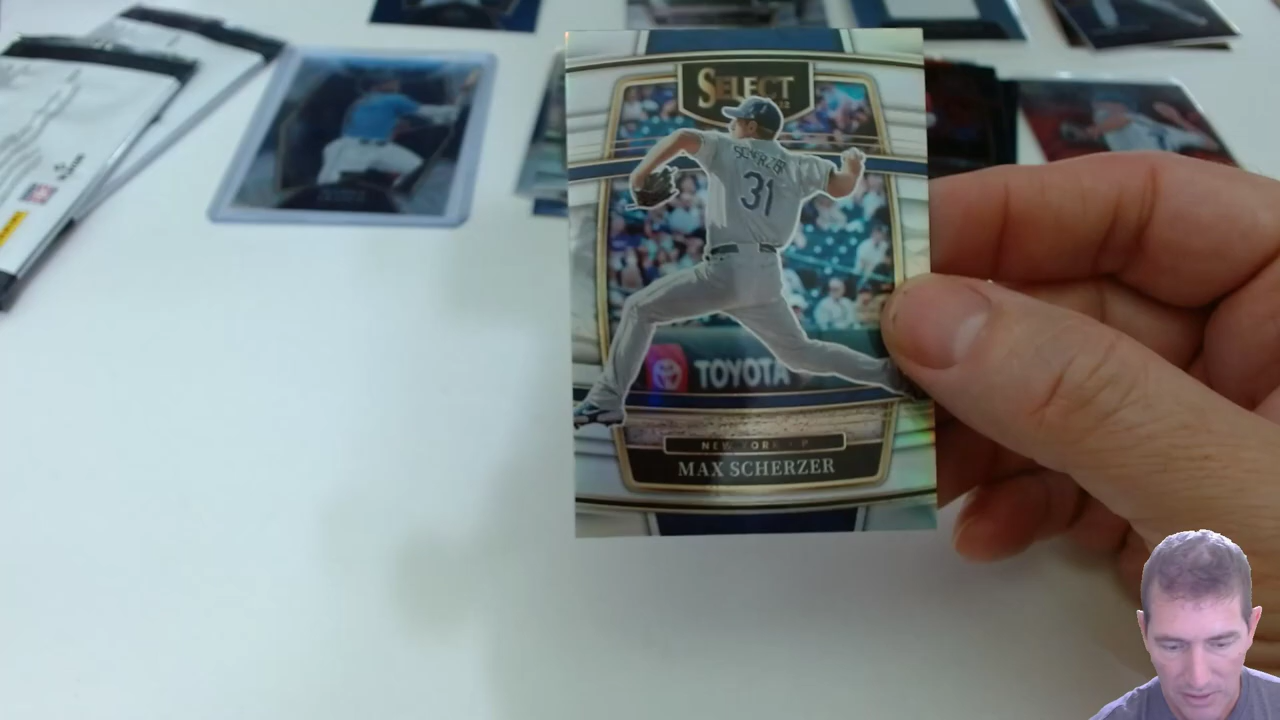 SELECT
SCHERZER
31
TOYOTA
NEW YORK - P
MAX SCHERZER